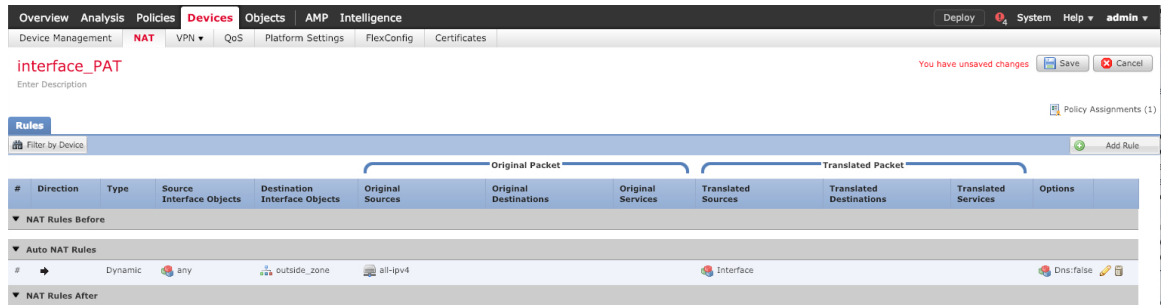 Overview Analysis Policies Devices Objects AMP Intelligence Deploy 4 System Help admin
Device Management NAT VPN QoS Platform Settings FlexConfig Certificates
interface_PAT
You have unsaved changes Save Cancel
Enter Description
Policy Assignments (1)
Rules
Filter by Device
Add Rule
Original Packet Translated Packet
# Direction Type Source Interface Objects Destination Interface Objects Original Sources Original Destinations Original Services Translated Sources Translated Destinations Translated Services Options
NAT Rules Before
Auto NAT Rules
# Dynamic any outside_zone all-ipv4 Interface Dns:false
NAT Rules After